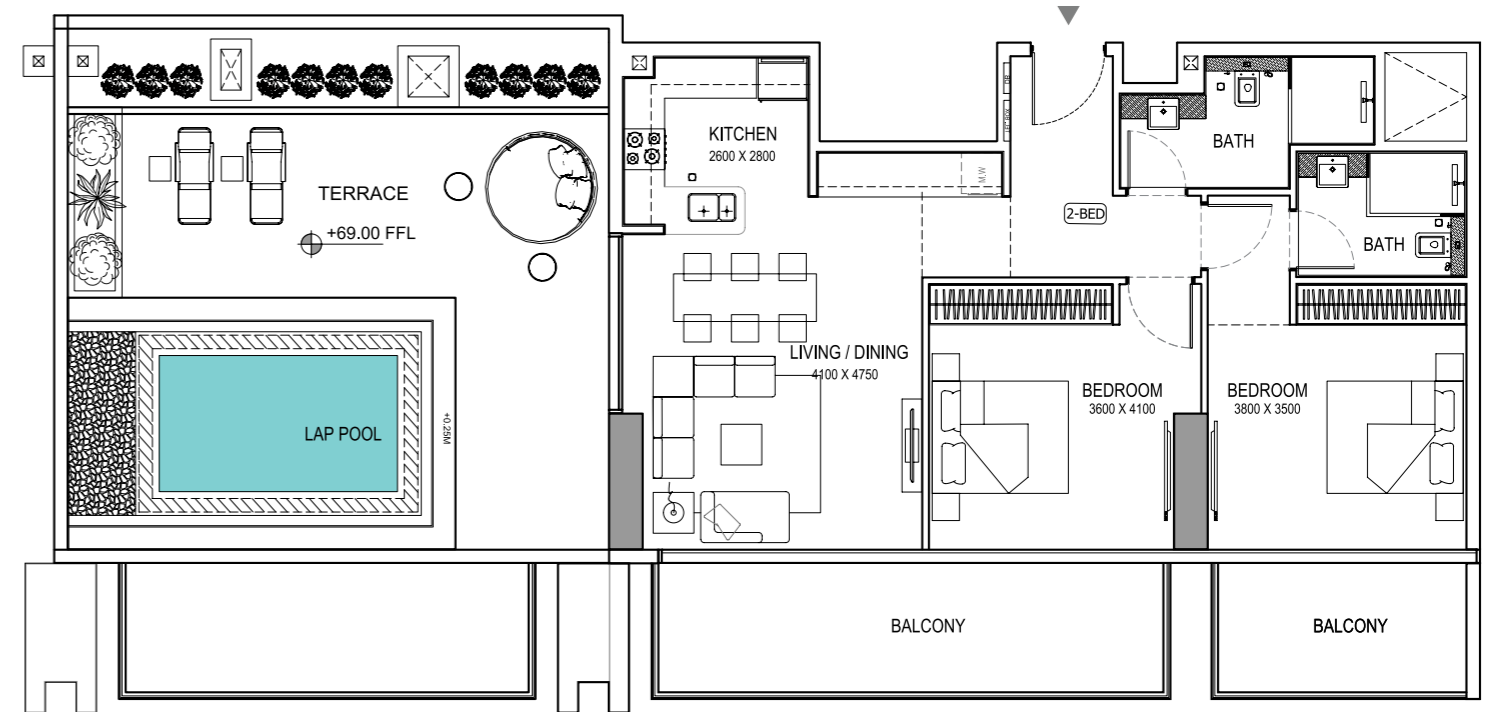 KITCHEN
2600 X 2800
DB
M.W
BATH
TERRACE
+69.00 FFL
2-BED
BATH
LIVING / DINING
4100 X 4750
BEDROOM
3600 X 4100
BEDROOM
3800 X 3500
LAP POOL
+0.25M
BALCONY
BALCONY